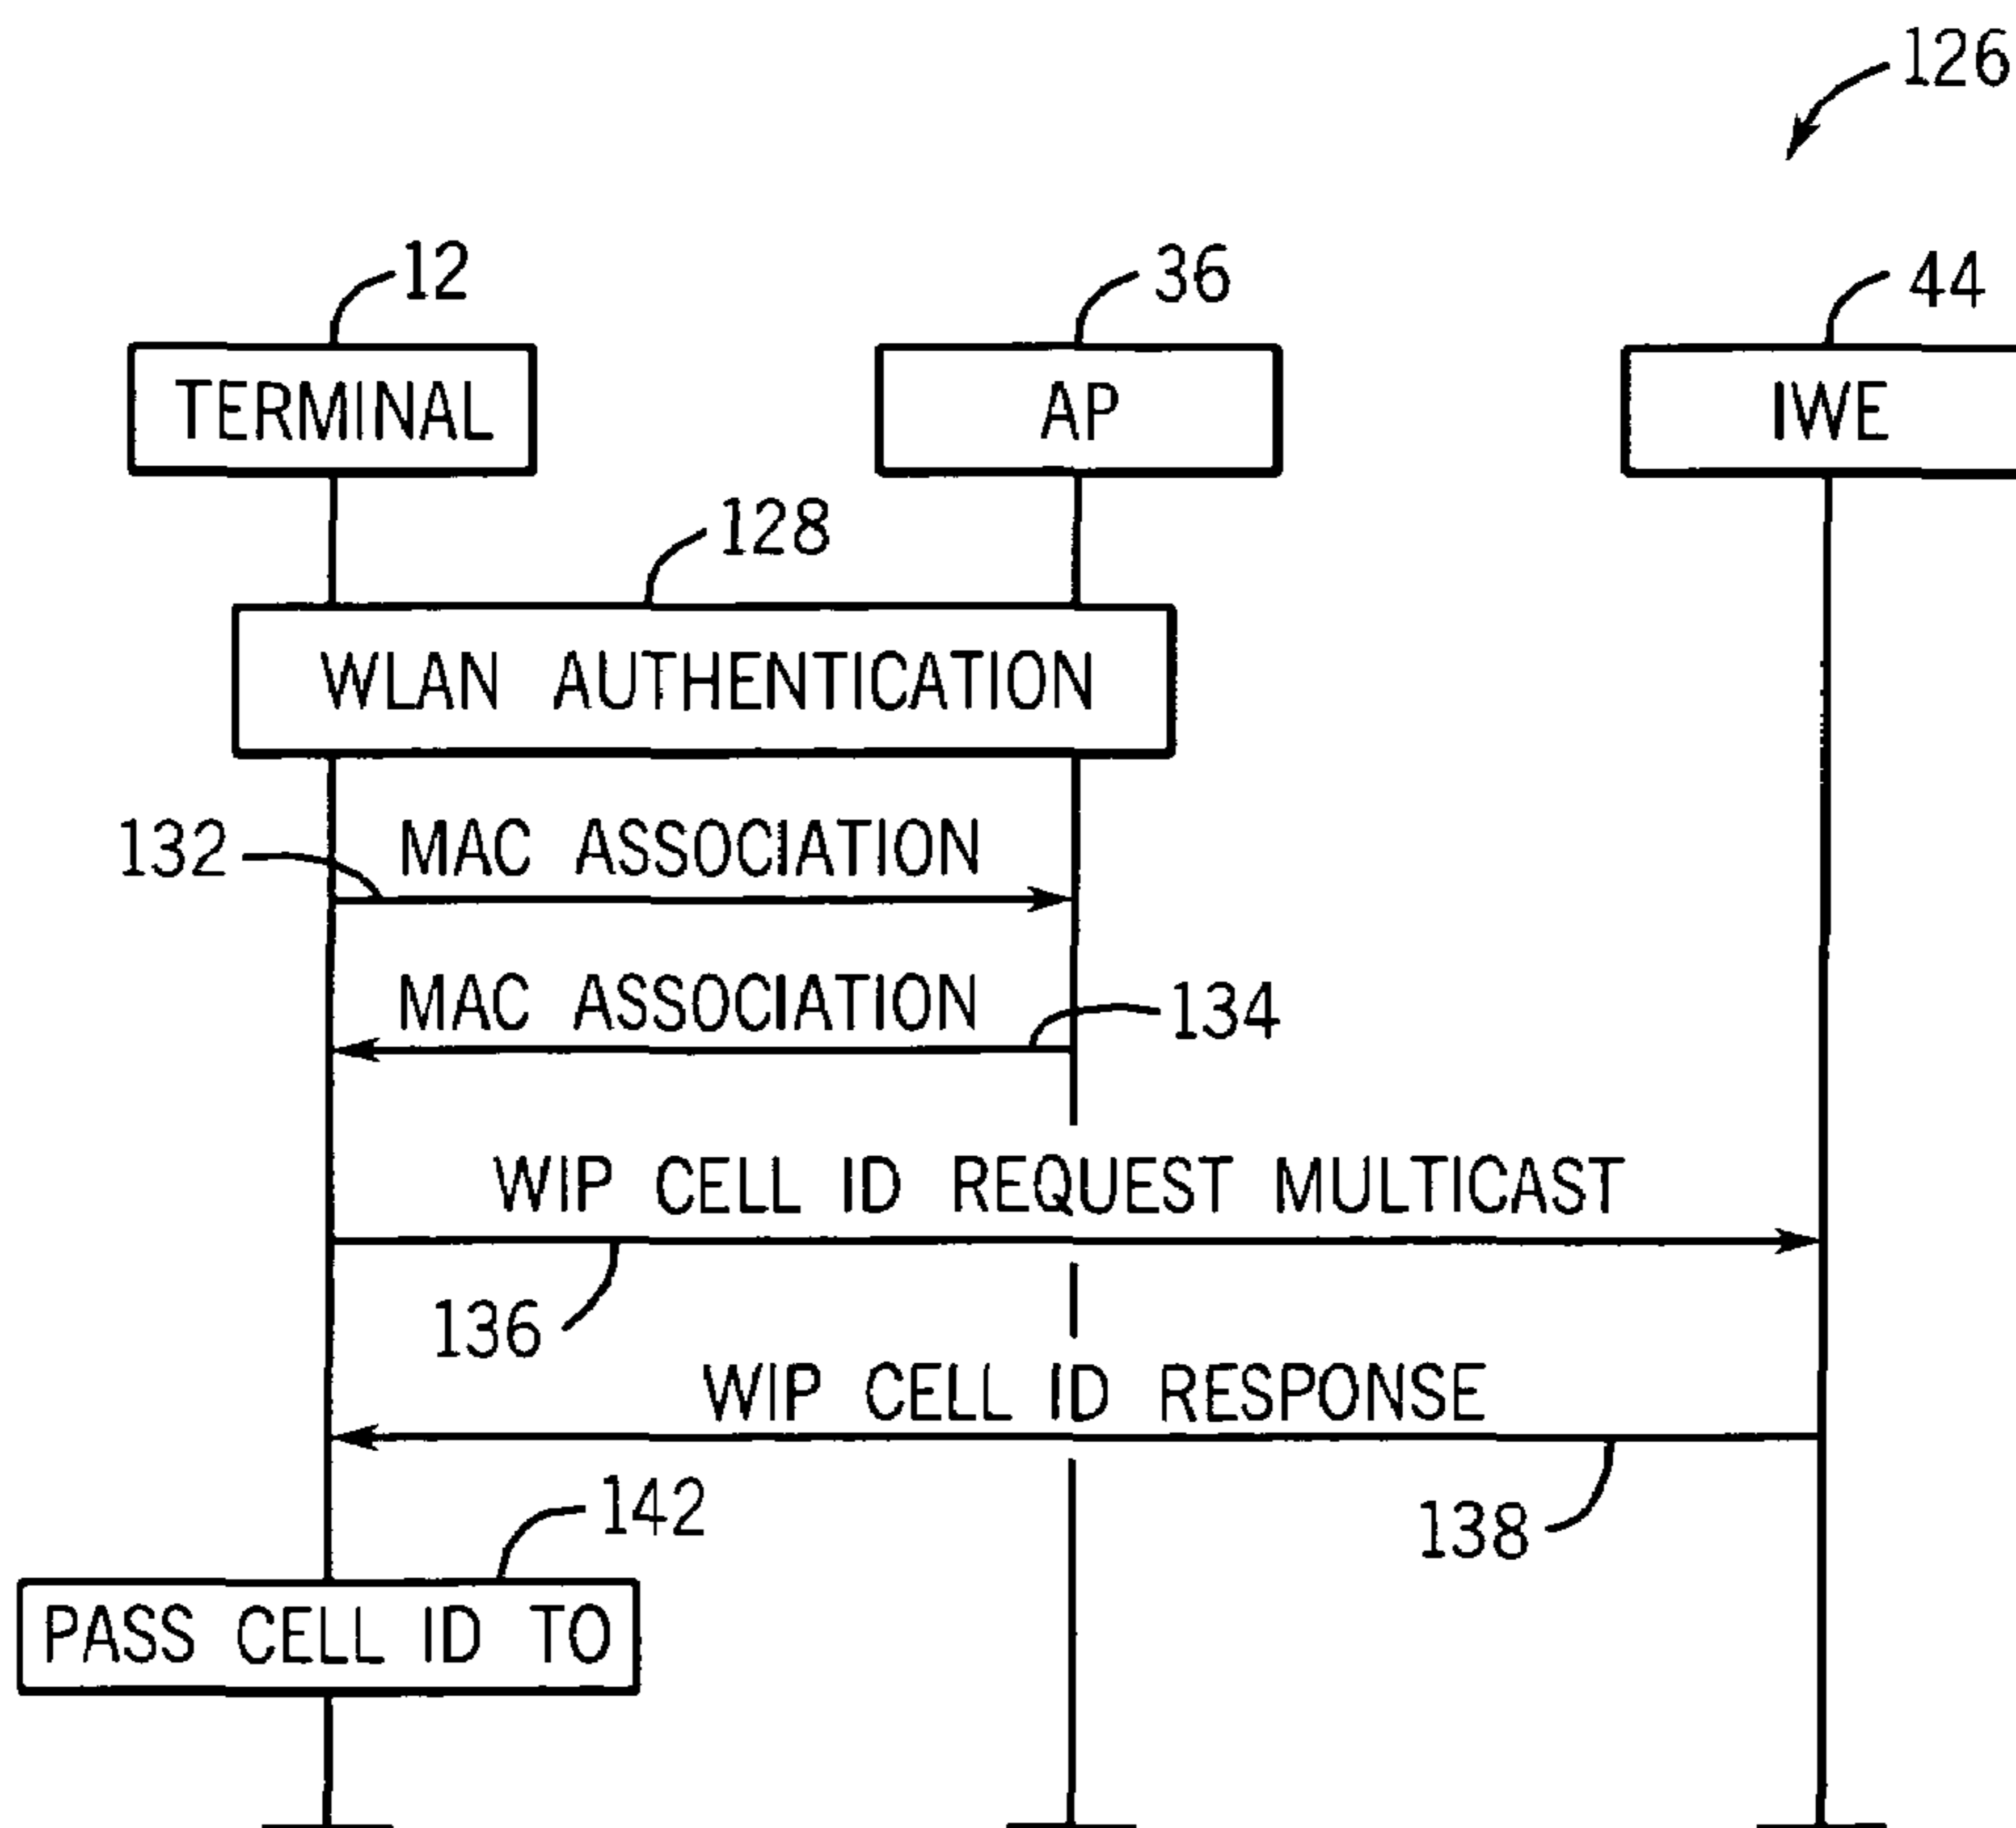 126
12
36
44
TERMINAL
AP
IWE
128
WLAN AUTHENTICATION
132
MAC ASSOCIATION
MAC ASSOCIATION
134
WIP CELL ID REQUEST MULTICAST
136
WIP CELL ID RESPONSE
138
142
PASS CELL ID TO